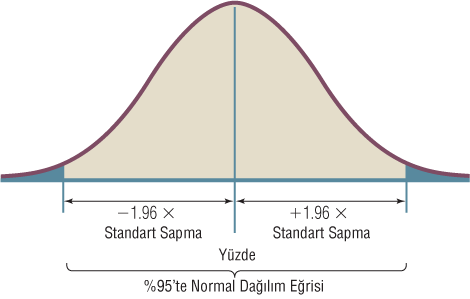 −1.96 ×
Standart Sapma
+1.96 ×
Standart Sapma
Yüzde
%95'te Normal Dağılım Eğrisi